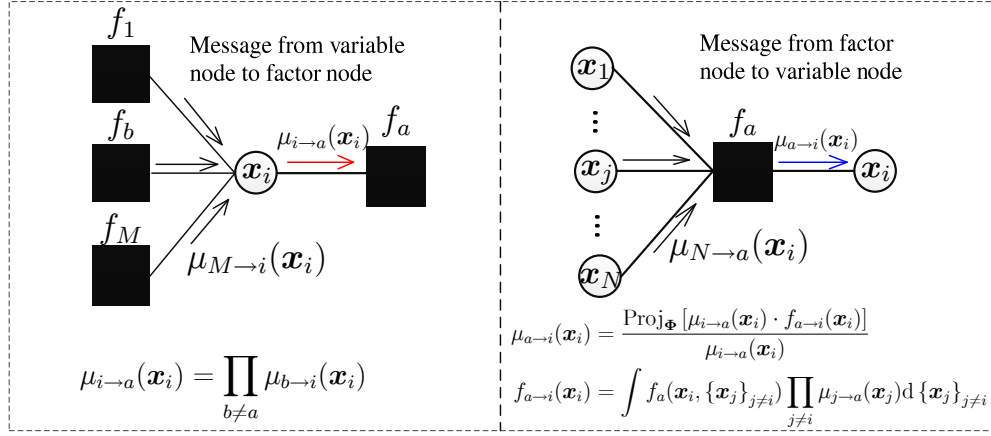 f_1
Message from variable
node to factor node
f_b
μ_{i→a}(x_i)
f_a
x_i
f_M
μ_{M→i}(x_i)
μ_{i→a}(x_i) = ∏_{b≠a} μ_{b→i}(x_i)
Message from factor
node to variable node
x_1
⋮
f_a
μ_{a→i}(x_i)
x_j
x_i
⋮
μ_{N→a}(x_i)
x_N
μ_{a→i}(x_i) = Proj_Φ [μ_{i→a}(x_i) · f_{a→i}(x_i)] / μ_{i→a}(x_i)
f_{a→i}(x_i) = ∫ f_a(x_i, {x_j}_{j≠i}) ∏_{j≠i} μ_{j→a}(x_j) d {x_j}_{j≠i}